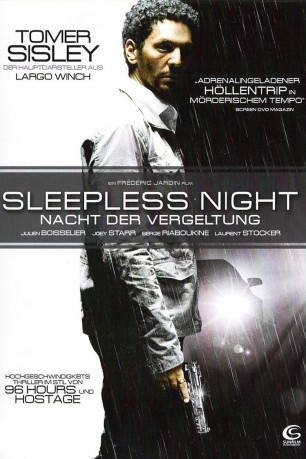 TOMER
SISLEY
DER HAUPTDARSTELLER AUS
LARGO WINCH
„ADRENALINGELADENER
HÖLLENTRIP IN
MÖRDERISCHEM TEMPO“
SCREEN DVD MAGAZIN
EIN FRÉDÉRIC JARDIN FILM
SLEEPLESS NIGHT
NACHT DER VERGELTUNG
JULIEN BOISSELIER JOEY STARR SERGE RIABOUKINE LAURENT STOCKER
HOCHGESCHWINDIGKEITS
THRILLER IM STIL VON
96 HOURS UND
HOSTAGE
SUNFILM